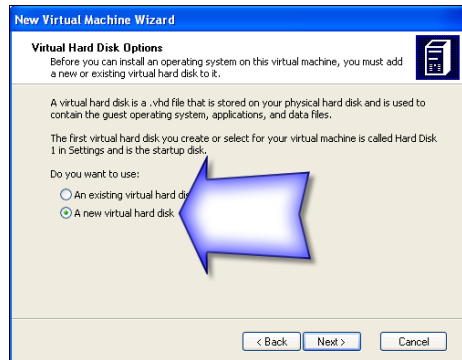 New Virtual Machine Wizard
Virtual Hard Disk Options
Before you can install an operating system on this virtual machine, you must add
a new or existing virtual hard disk to it.
A virtual hard disk is a .vhd file that is stored on your physical hard disk and is used to
contain the guest operating system, applications, and data files.
The first virtual hard disk you create or select for your virtual machine is called Hard Disk
1 in Settings and is the startup disk.
Do you want to use:
An existing virtual hard
A new virtual hard disk
< Back
Next >
Cancel